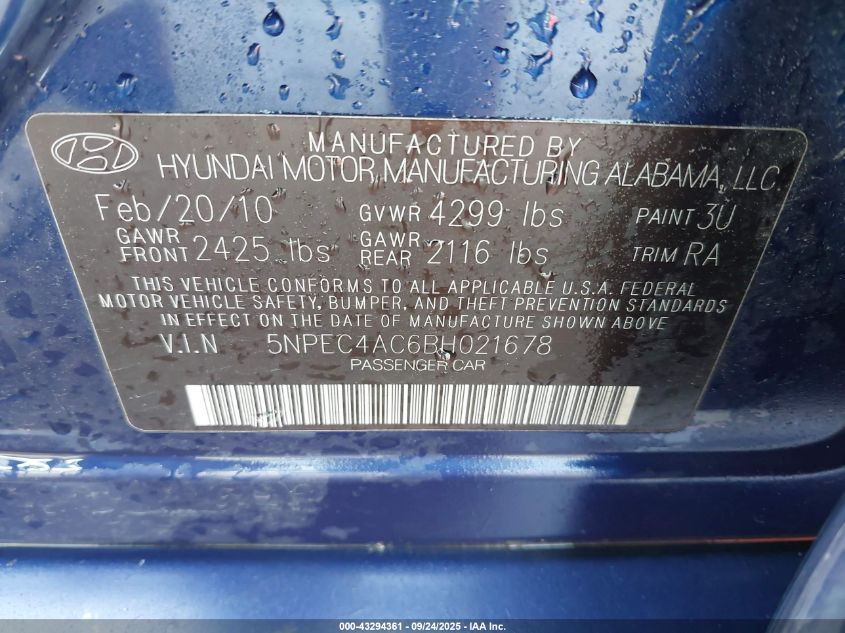 MANUFACTURED BY
HYUNDAI MOTOR MANUFACTURING ALABAMA, LLC
Feb/20/10 GVWR 4299 lbs PAINT 3U
GAWR FRONT 2425 lbs GAWR REAR 2116 lbs TRIM RA
THIS VEHICLE CONFORMS TO ALL APPLICABLE U.S.A. FEDERAL
MOTOR VEHICLE SAFETY, BUMPER, AND THEFT PREVENTION STANDARDS
IN EFFECT ON THE DATE OF MANUFACTURE SHOWN ABOVE.
V.I.N 5NPEC4AC6BH021678
PASSENGER CAR
000-43294361 - 09/24/2025 - IAA Inc.